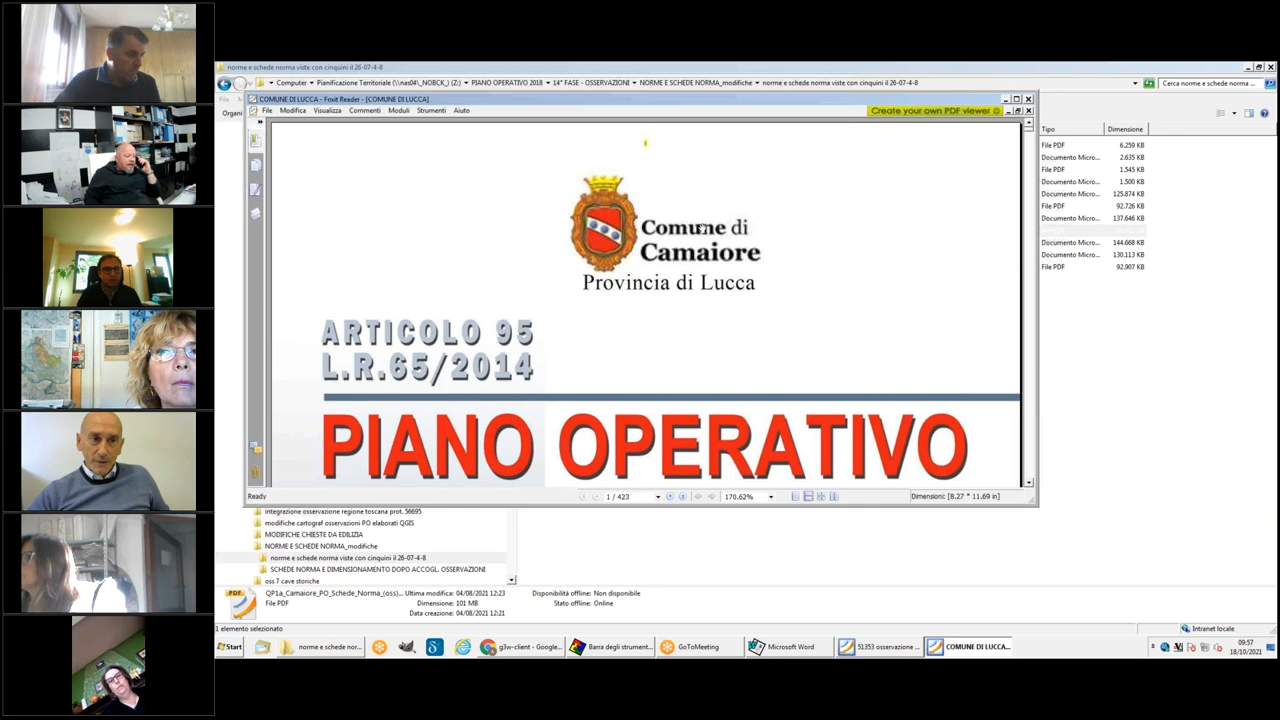 norme e schede norma viste con cinquini il 26-07-4-8
Computer
Pianificazione Territoriale (\\nas04\_NOBCK_) (Z:)
PIANO OPERATIVO 2018
14° FASE - OSSERVAZIONI
NORME E SCHEDE NORMA_modifiche
norme e schede norma viste con cinquini il 26-07-4-8
Cerca norme e schede norma ...
File
Organi
COMUNE DI LUCCA - Foxit Reader - [COMUNE DI LUCCA]
File Modifica Visualizza Commenti Moduli Strumenti Aiuto
Create your own PDF viewer
Comune di
Camaiore
Provincia di Lucca
ARTICOLO 95
L.R.65/2014
PIANO OPERATIVO
Ready
1 / 423
170.62%
Dimensioni: [8.27 * 11.69 in]
Tipo Dimensione
File PDF 6.259 KB
Documento Micro... 2.635 KB
File PDF 1.545 KB
Documento Micro... 1.500 KB
Documento Micro... 125.874 KB
File PDF 92.726 KB
Documento Micro... 137.646 KB
Documento Micro... 144.668 KB
Documento Micro... 130.113 KB
File PDF 92.907 KB
integrazione osservazione regione toscana prot. 56695
modifiche cartograf osservazioni PO elaborati QGIS
MODIFICHE CHIESTE DA EDILIZIA
NORME E SCHEDE NORMA_modifiche
norme e schede norma viste con cinquini il 26-07-4-8
SCHEDE NORMA E DIMENSIONAMENTO DOPO ACCOGL. OSSERVAZIONI
oss 7 cave storiche
PDF
QP1a_Camaiore_PO_Schede_Norma_(oss)... Ultima modifica: 04/08/2021 12:23 Disponibilità offline: Non disponibile
File PDF Dimensione: 101 MB Stato offline: Online
Data creazione: 04/08/2021 12:21
1 elemento selezionato
Intranet locale
Start
norme e schede nor...
g3w-client - Google...
Barra degli strument...
GoToMeeting
Microsoft Word
51353 osservazione ...
COMUNE DI LUCCA...
09:57
18/10/2021